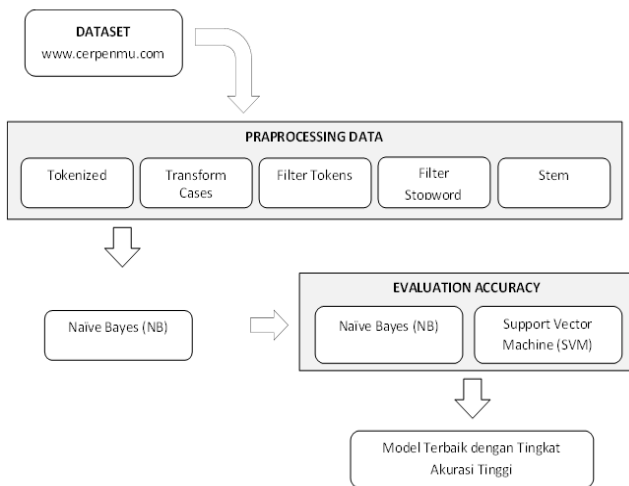 DATASET
www.cerpenmu.com
PRAPROCESSING DATA
Tokenized
Transform
Cases
Filter Tokens
Filter
Stopword
Stem
Naïve Bayes (NB)
EVALUATION ACCURACY
Naïve Bayes (NB)
Support Vector
Machine (SVM)
Model Terbaik dengan Tingkat
Akurasi Tinggi